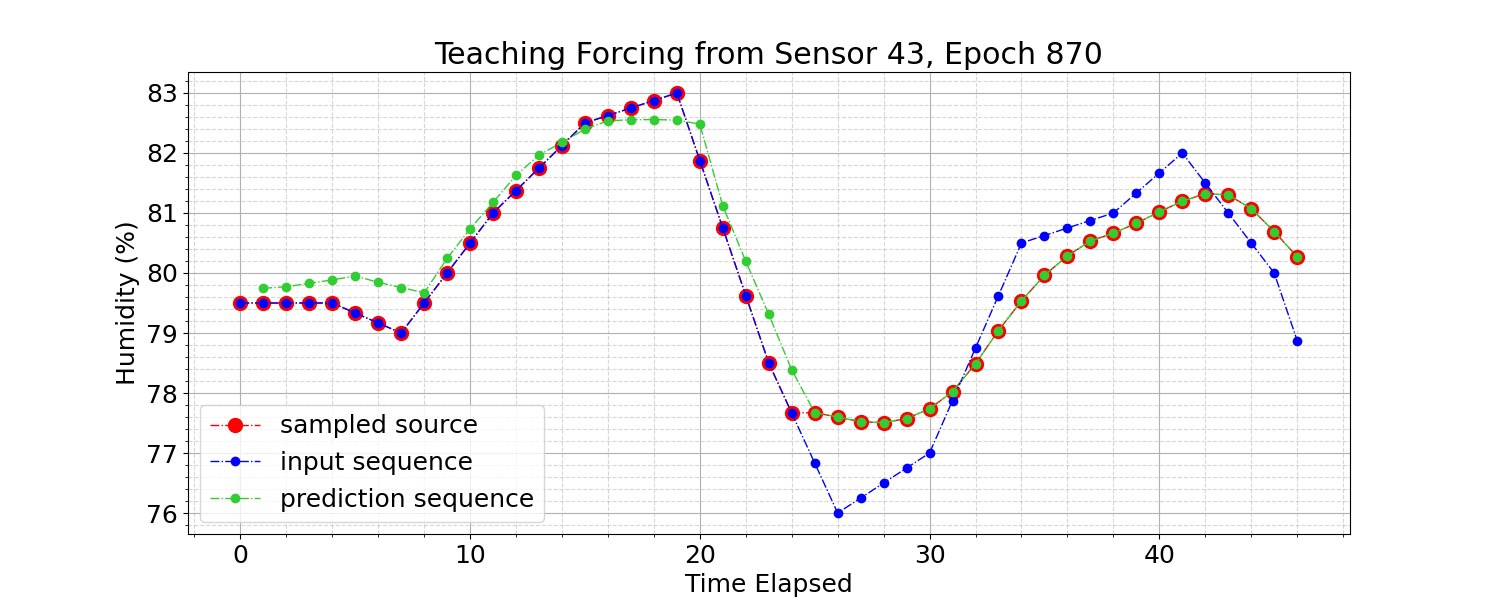 Teaching Forcing from Sensor 43, Epoch 870
Humidity (%)
83
82
81
80
79
78
77
76
sampled source
input sequence
prediction sequence
0 10 20 30 40
Time Elapsed